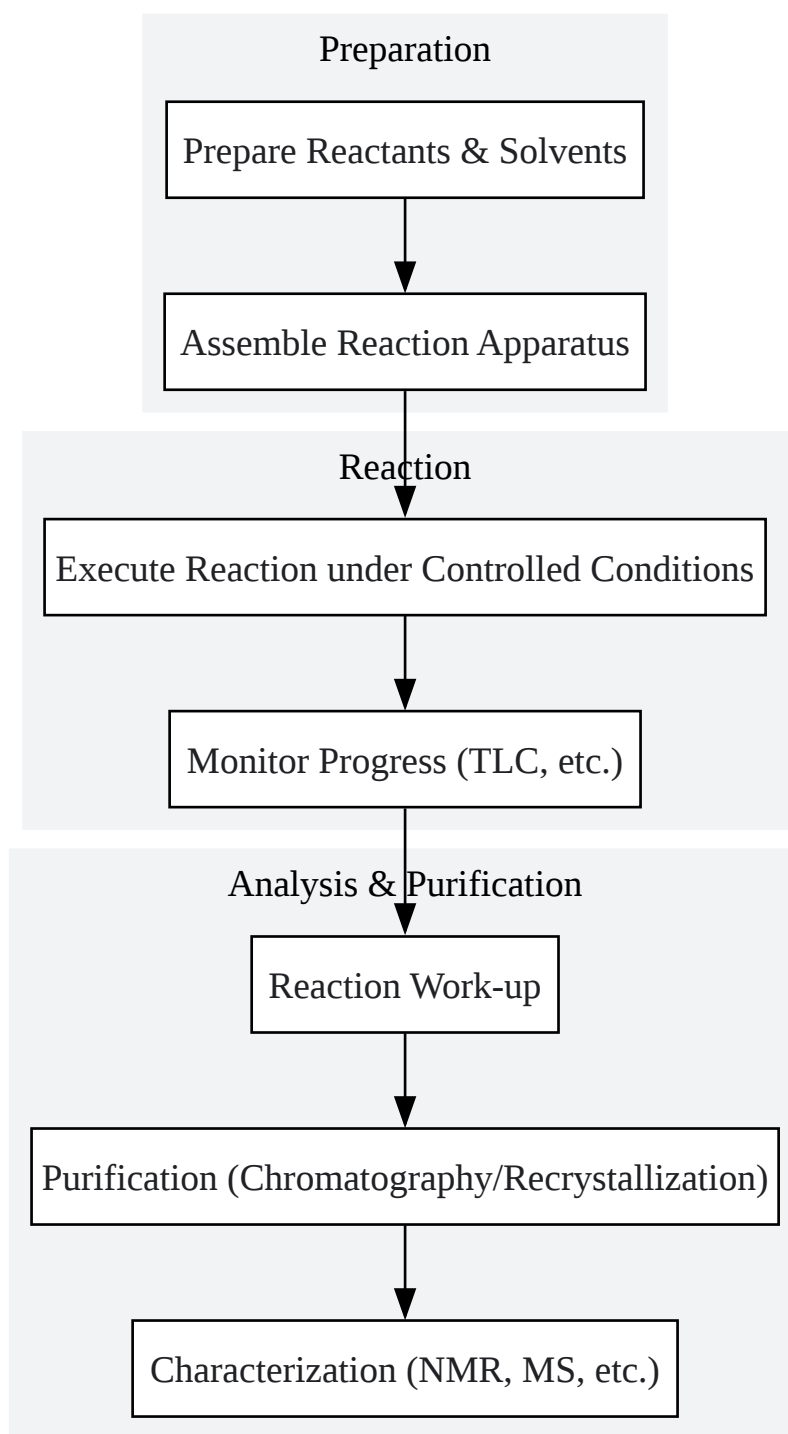 Preparation
Prepare Reactants & Solvents
Assemble Reaction Apparatus
Reaction
Execute Reaction under Controlled Conditions
Monitor Progress (TLC, etc.)
Analysis & Purification
Reaction Work-up
Purification (Chromatography/Recrystallization)
Characterization (NMR, MS, etc.)